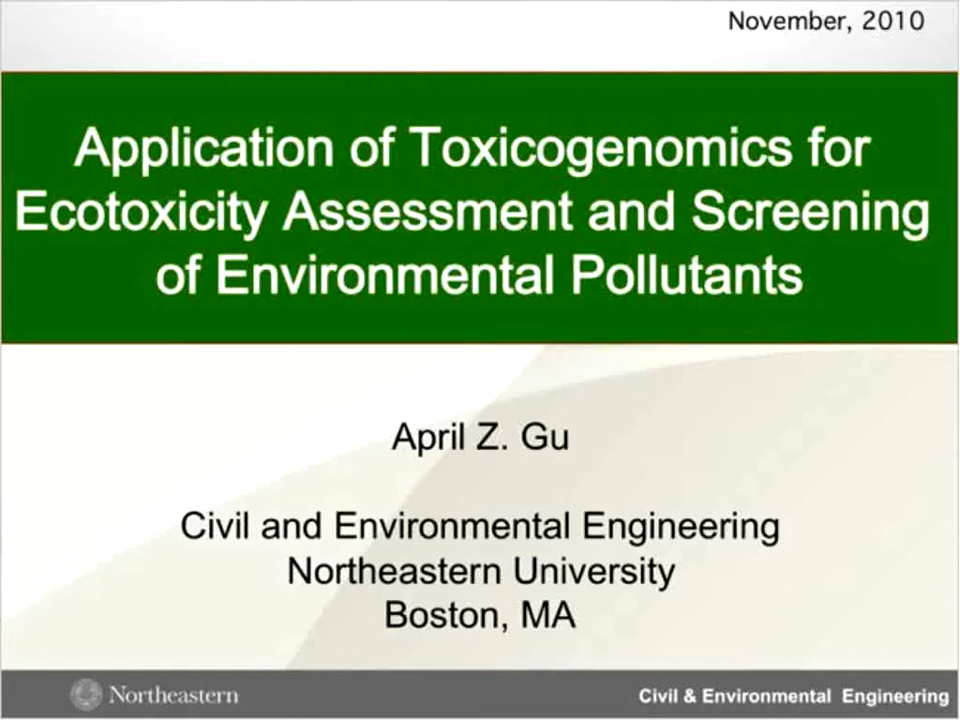 November, 2010
Application of Toxicogenomics for
Ecotoxicity Assessment and Screening
of Environmental Pollutants
April Z. Gu
Civil and Environmental Engineering
Northeastern University
Boston, MA
Northeastern
Civil & Environmental Engineering